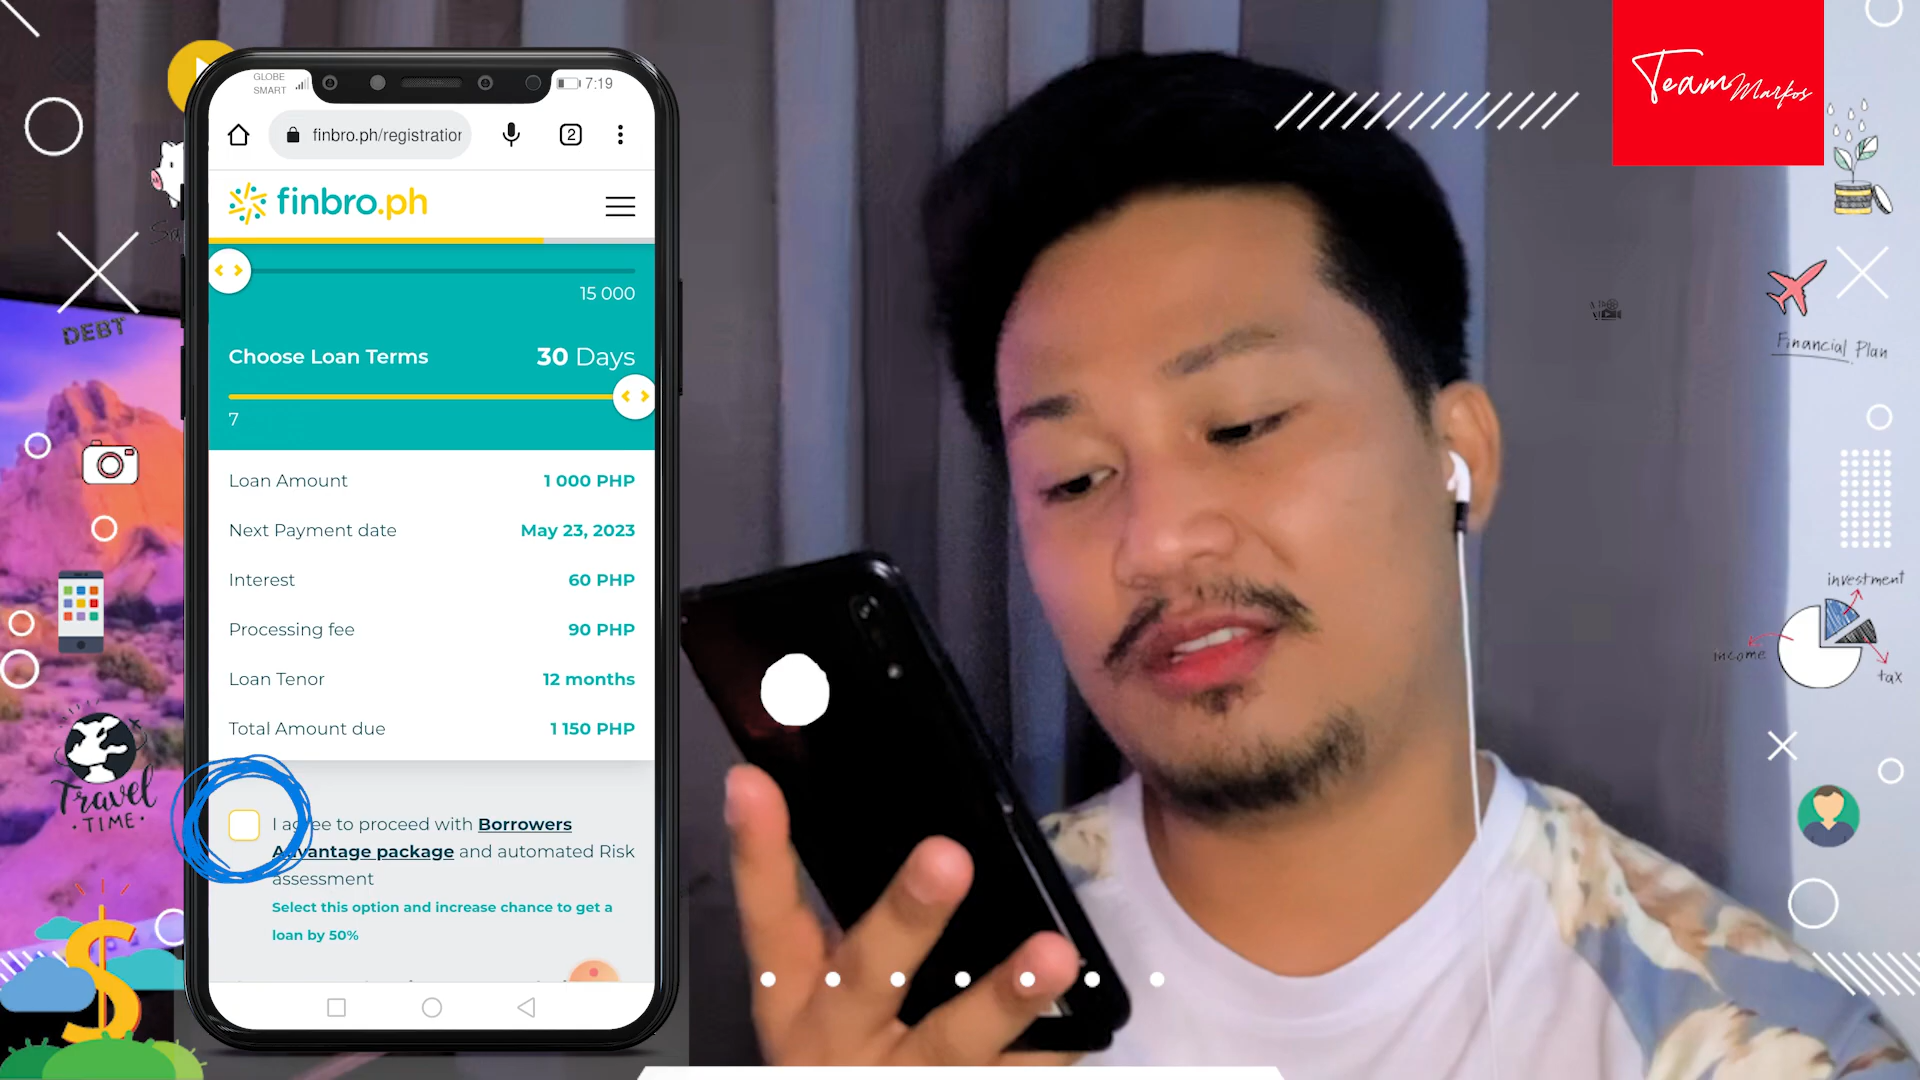 GLOBE
SMART
7:19
finbro.ph/registration
2
finbro.ph
15 000
Choose Loan Terms 30 Days
7
Loan Amount 1 000 PHP
Next Payment date May 23, 2023
Interest 60 PHP
Processing fee 90 PHP
Loan Tenor 12 months
Total Amount due 1 150 PHP
I agree to proceed with Borrowers
Advantage package and automated Risk
assessment
Select this option and increase chance to get a
loan by 50%
DEBT
Travel
TIME
$
Team Markos
Financial Plan
investment
income
tax